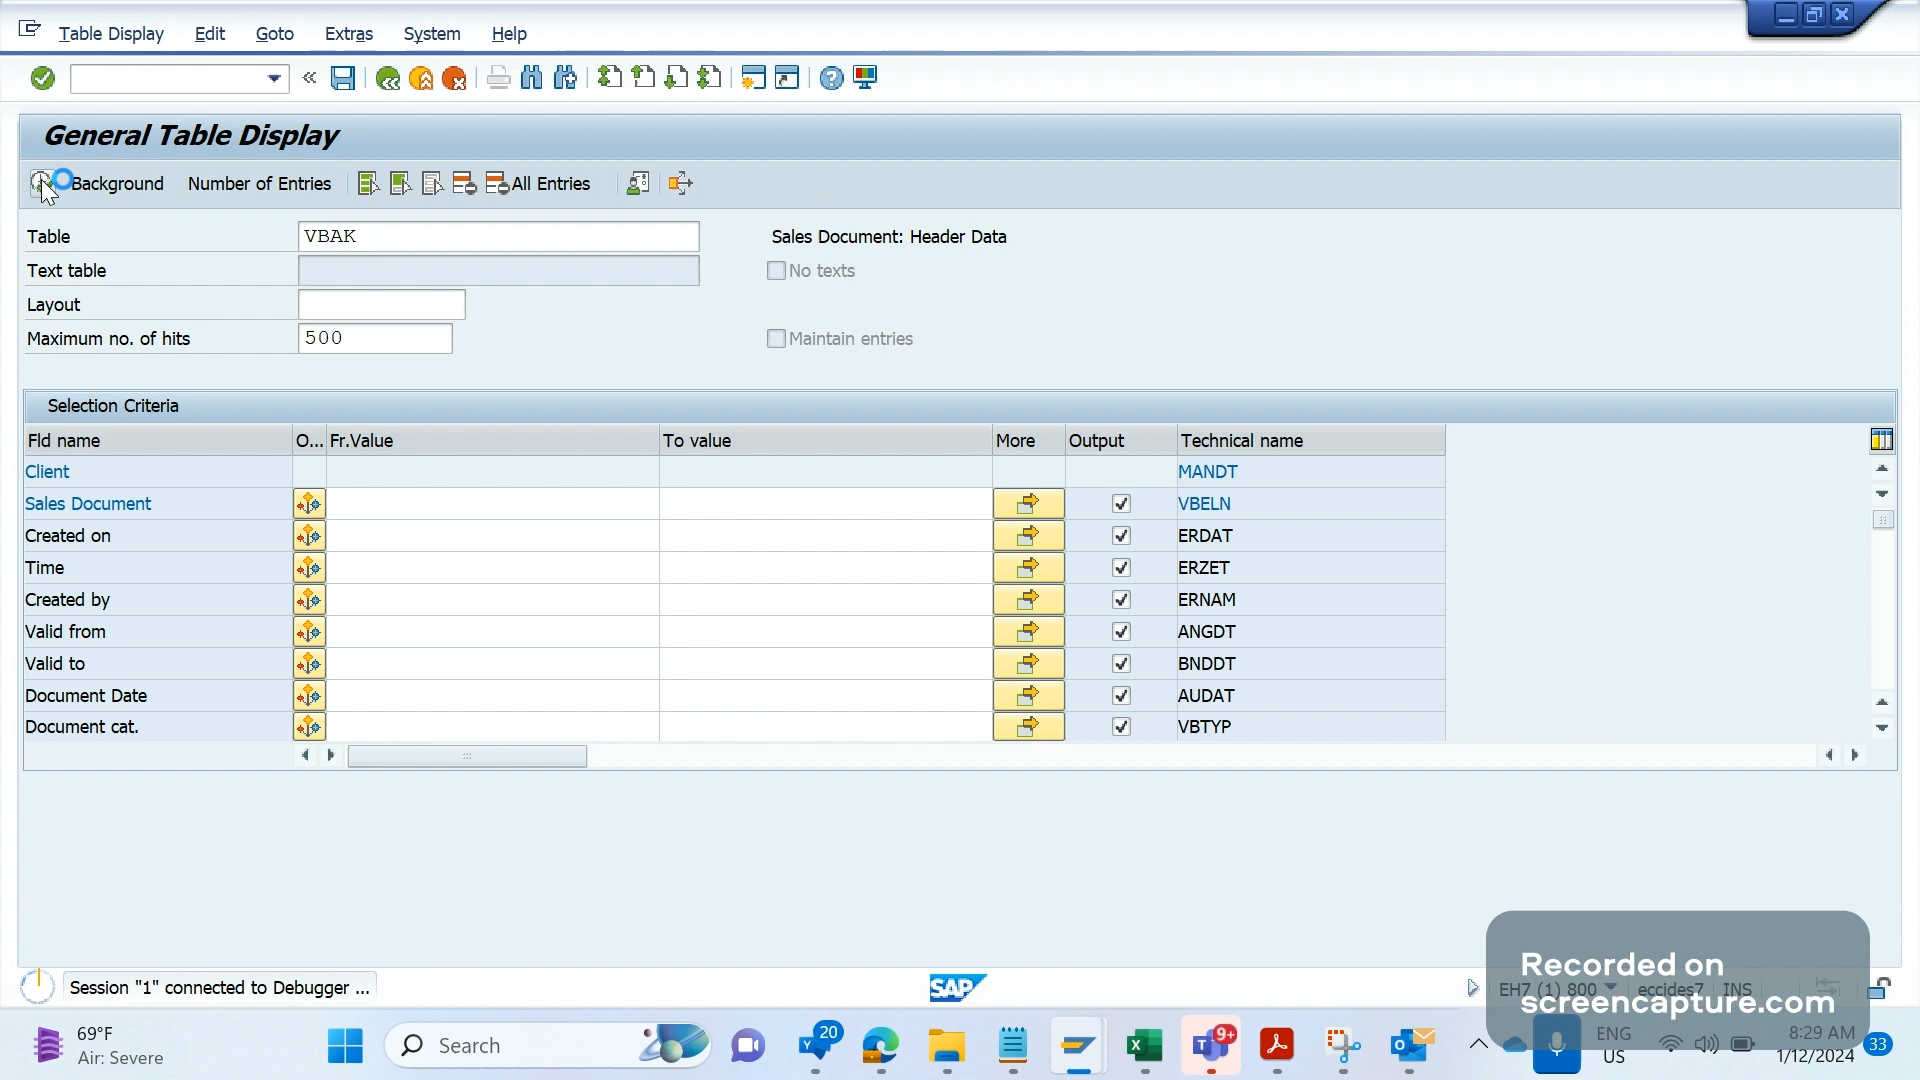 Table Display Edit Goto Extras System Help
General Table Display
Background Number of Entries All Entries
Table VBAK Sales Document: Header Data
Text table No texts
Layout
Maximum no. of hits 500 Maintain entries
Selection Criteria
Fld name O... Fr.Value To value More Output Technical name
Client MANDT
Sales Document VBELN
Created on ERDAT
Time ERZET
Created by ERNAM
Valid from ANGDT
Valid to BNDDT
Document Date AUDAT
Document cat. VBTYP
Session "1" connected to Debugger ... SAP EH7 (1) 800 eccides7 INS
Recorded on
screencapture.com
69°F
Air: Severe
Search
20
9+
ENG
US
8:29 AM
1/12/2024
33